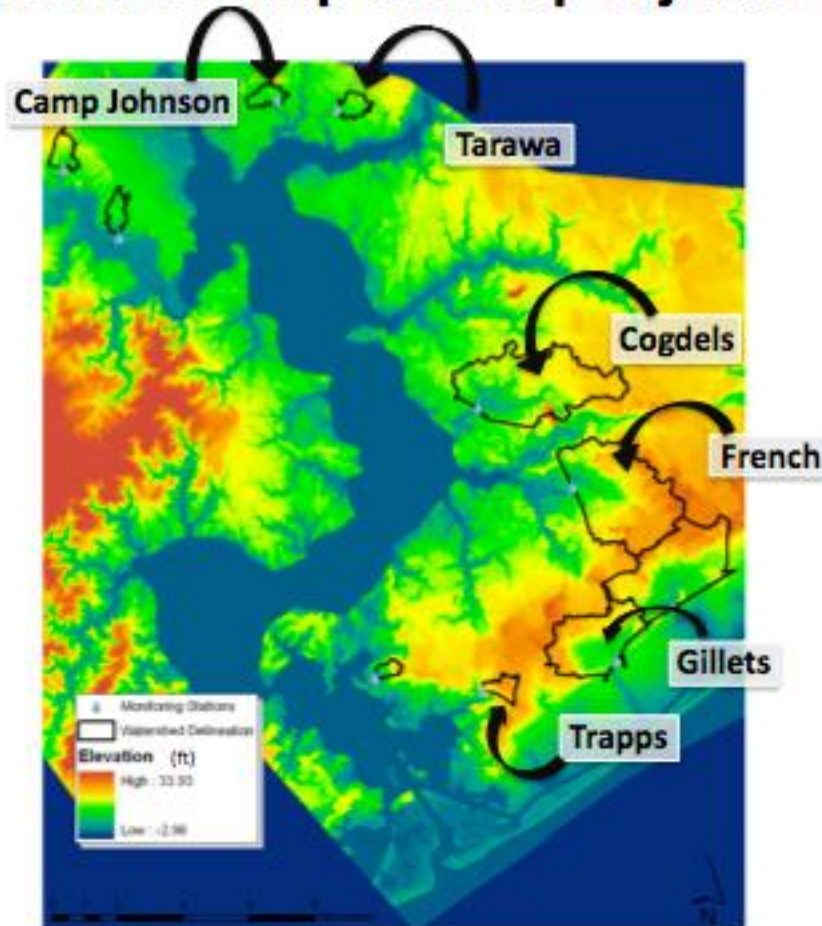 Camp Johnson
Tarawa
Cogdels
French
Gillets
Trapps
Monitoring Stations
Watershed Delineation
Elevation (ft)
High : 33.93
Low : -2.98
N